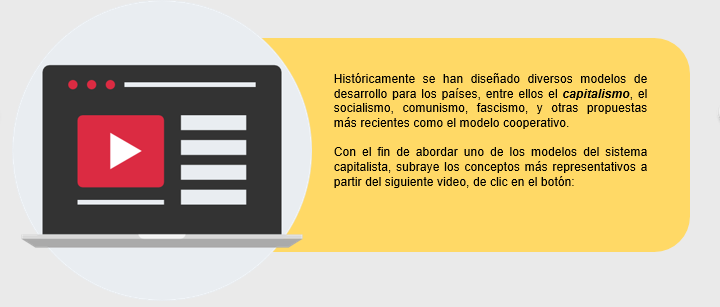 Históricamente se han diseñado diversos modelos de
desarrollo para los países, entre ellos el capitalismo, el
socialismo, comunismo, fascismo, y otras propuestas
más recientes como el modelo cooperativo.
Con el fin de abordar uno de los modelos del sistema
capitalista, subraye los conceptos más representativos a
partir del siguiente video, de clic en el botón: